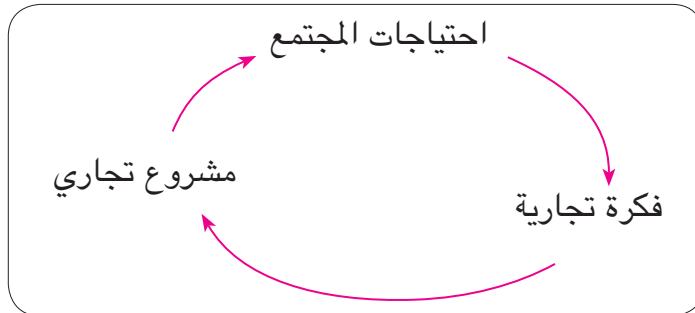 احتياجات المجتمع
مشروع تجاري
فكرة تجارية